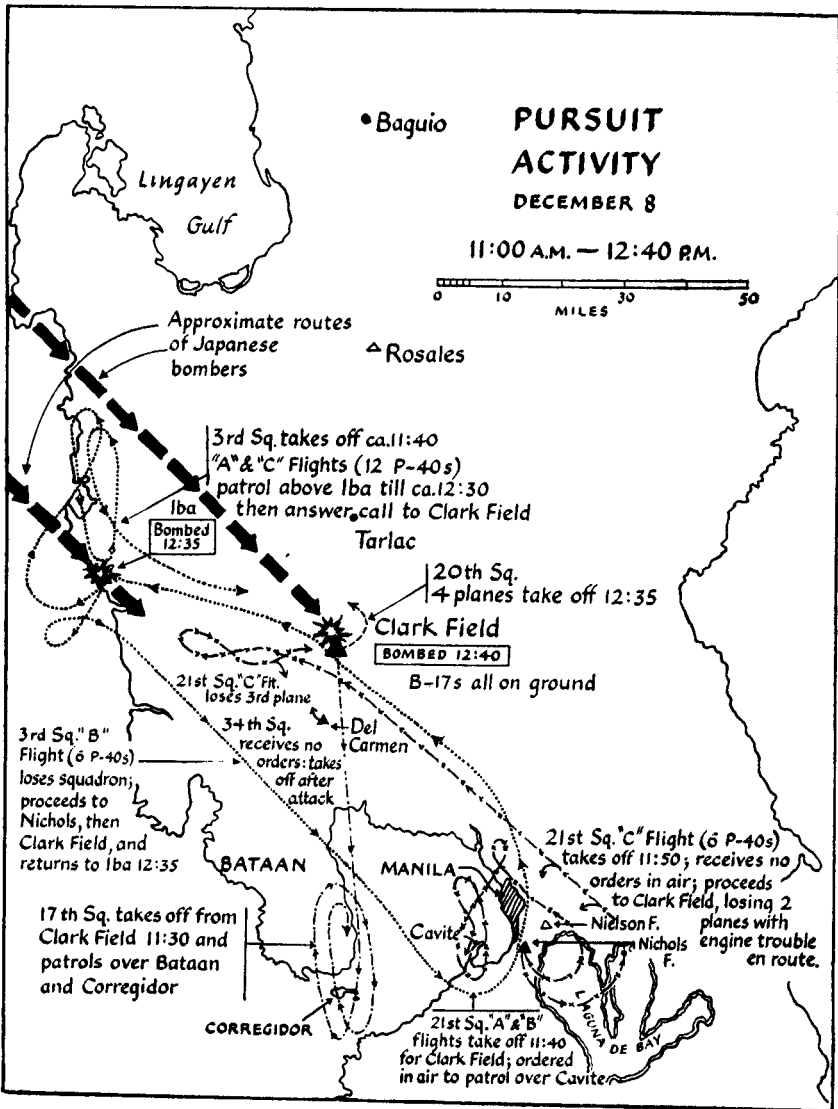 PURSUIT
ACTIVITY
DECEMBER 8
11:00 A.M. — 12:40 P.M.
0 10 30 50
MILES
Baguio
Lingayen
Gulf
Approximate routes
of Japanese
bombers
Rosales
3rd Sq. takes off ca. 11:40
"A" & "C" Flights (12 P-40s)
patrol above Iba till ca. 12:30
then answer call to Clark Field
Iba
Bombed
12:35
Tarlac
20th Sq.
4 planes take off 12:35
Clark Field
BOMBED 12:40
B-17s all on ground
21st Sq. "C" Flt.
loses 3rd plane
34th Sq.
receives no
orders: takes
off after
attack
Del
Carmen
3rd Sq. "B"
Flight (6 P-40s)
loses squadron;
proceeds to
Nichols, then
Clark Field, and
returns to Iba 12:35
BATAAN
MANILA
21st Sq. "C" Flight (6 P-40s)
takes off 11:50; receives no
orders in air; proceeds
to Clark Field, losing 2
planes with
engine trouble
en route.
Nielson F.
Nichols
F.
Cavite
17th Sq. takes off from
Clark Field 11:30 and
patrols over Bataan
and Corregidor
CORREGIDOR
21st Sq. "A" & "B"
flights take off 11:40
for Clark Field; ordered
in air to patrol over Cavite
LAGUNA DE BAY